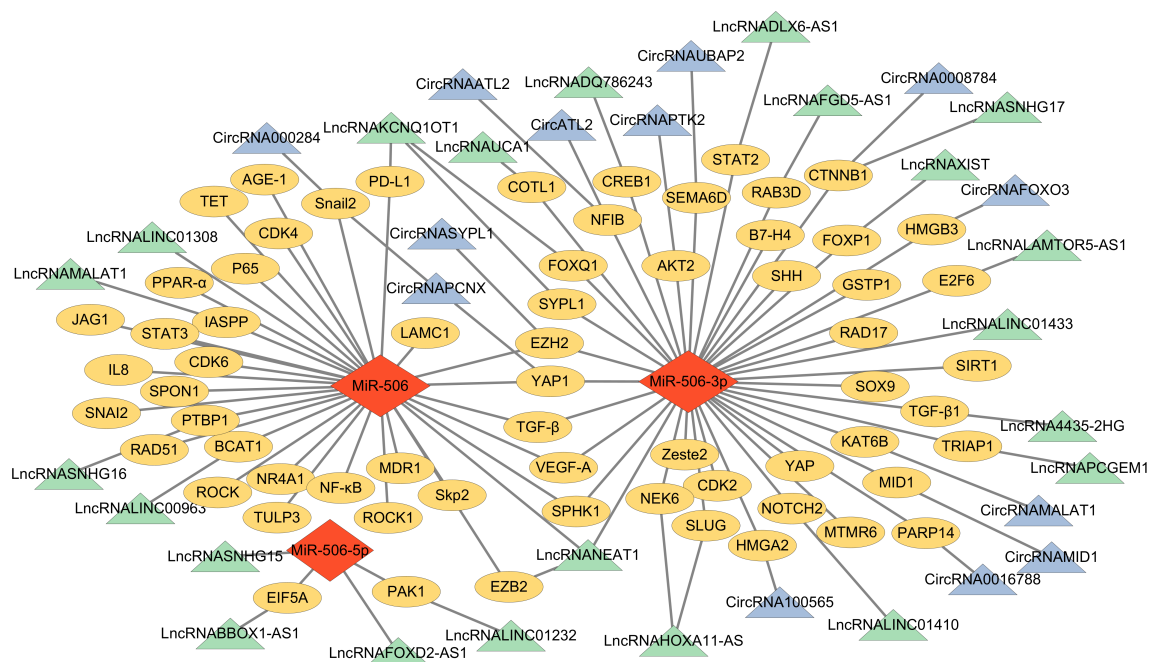 LncRNADLX6-AS1
CircRNAUBAP2
CircRNAATL2
LncRNADQ786243
CircRNA0008784
LncRNAFGD5-AS1
LncRNASNHG17
CircRNA000284
LncRNAKCNQ1OT1
CircATL2
CircRNAPTK2
LncRNAUCA1
STAT2
LncRNAXIST
AGE-1
PD-L1
COTL1
CREB1
CTNNB1
RAB3D
CircRNAFOXO3
TET
Snail2
SEMA6D
NFIB
CDK4
CircRNASYPL1
B7-H4
FOXP1
HMGB3
LncRNALINC01308
LncRNALAMTOR5-AS1
P65
FOXQ1
AKT2
SHH
LncRNAMALAT1
PPAR-α
CircRNAPCNX
GSTP1
E2F6
SYPL1
JAG1
IASPP
STAT3
LAMC1
RAD17
LncRNALINC01433
EZH2
CDK6
IL8
SIRT1
MiR-506
YAP1
MiR-506-3p
SPON1
SOX9
SNAI2
PTBP1
TGF-β
TGF-β1
LncRNA4435-2HG
RAD51
BCAT1
KAT6B
TRIAP1
Zeste2
LncRNASNHG16
MDR1
VEGF-A
YAP
LncRNAPCGEM1
NR4A1
NF-κB
CDK2
MID1
ROCK
Skp2
NEK6
LncRNALINC00963
TULP3
ROCK1
SPHK1
NOTCH2
CircRNAMALAT1
SLUG
MTMR6
PARP14
HMGA2
MiR-506-5p
LncRNASNHG15
LncRNANEAT1
CircRNAMID1
CircRNA0016788
EZB2
PAK1
EIF5A
CircRNA100565
LncRNALINC01410
LncRNABBOX1-AS1
LncRNALINC01232
LncRNAHOXA11-AS
LncRNAFOXD2-AS1